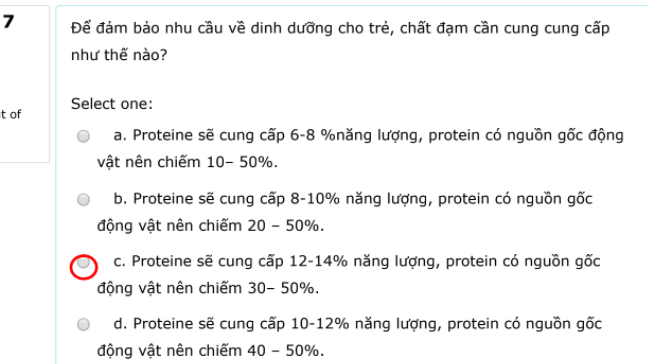 7
Để đảm bảo nhu cầu về dinh dưỡng cho trẻ, chất đạm cần cung cung cấp
như thế nào?
t of
Select one:
a. Proteine sẽ cung cấp 6-8 %năng lượng, protein có nguồn gốc động
vật nên chiếm 10– 50%.
b. Proteine sẽ cung cấp 8-10% năng lượng, protein có nguồn gốc
động vật nên chiếm 20 – 50%.
c. Proteine sẽ cung cấp 12-14% năng lượng, protein có nguồn gốc
động vật nên chiếm 30– 50%.
d. Proteine sẽ cung cấp 10-12% năng lượng, protein có nguồn gốc
động vật nên chiếm 40 – 50%.